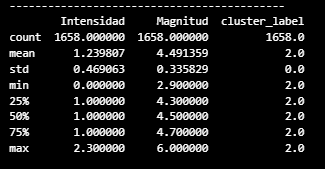 --------------------------------------------
Intensidad Magnitud cluster_label
count 1658.000000 1658.000000 1658.0
mean 1.239807 4.491359 2.0
std 0.469063 0.335829 0.0
min 0.000000 2.900000 2.0
25% 1.000000 4.300000 2.0
50% 1.000000 4.500000 2.0
75% 1.000000 4.700000 2.0
max 2.300000 6.000000 2.0